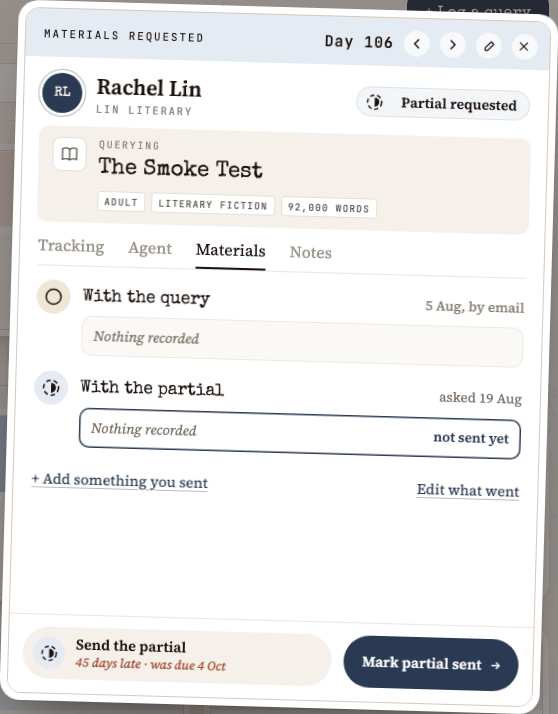 + Log a query
MATERIALS REQUESTED
Day 106
RL
Rachel Lin
LIN LITERARY
Partial requested
QUERYING
The Smoke Test
ADULT
LITERARY FICTION
92,000 WORDS
Tracking Agent Materials Notes
With the query
5 Aug, by email
Nothing recorded
With the partial
asked 19 Aug
Nothing recorded
not sent yet
+ Add something you sent
Edit what went
Send the partial
45 days late · was due 4 Oct
Mark partial sent →